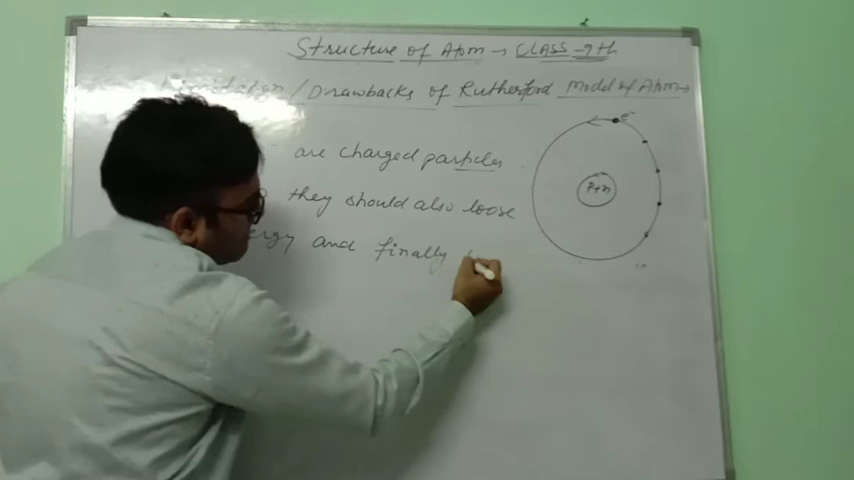 Structure of Atom → CLASS-9th
/Drawbacks of Rutherford Model of Atom→
e-
are charged particles
P+n
they should also loose
and finally